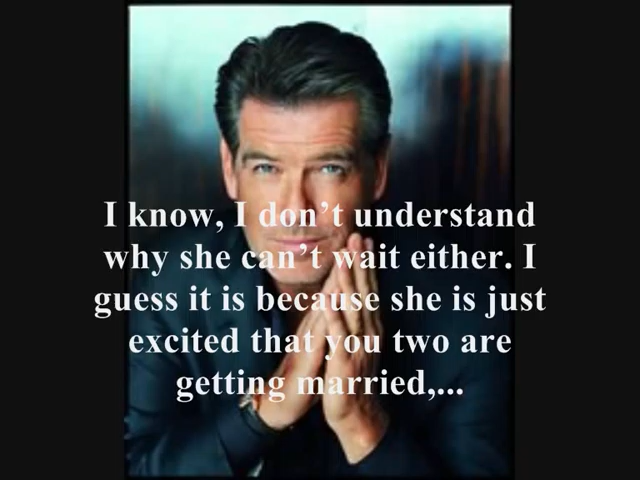 I know, I don’t understand
why she can’t wait either. I
guess it is because she is just
excited that you two are
getting married,...